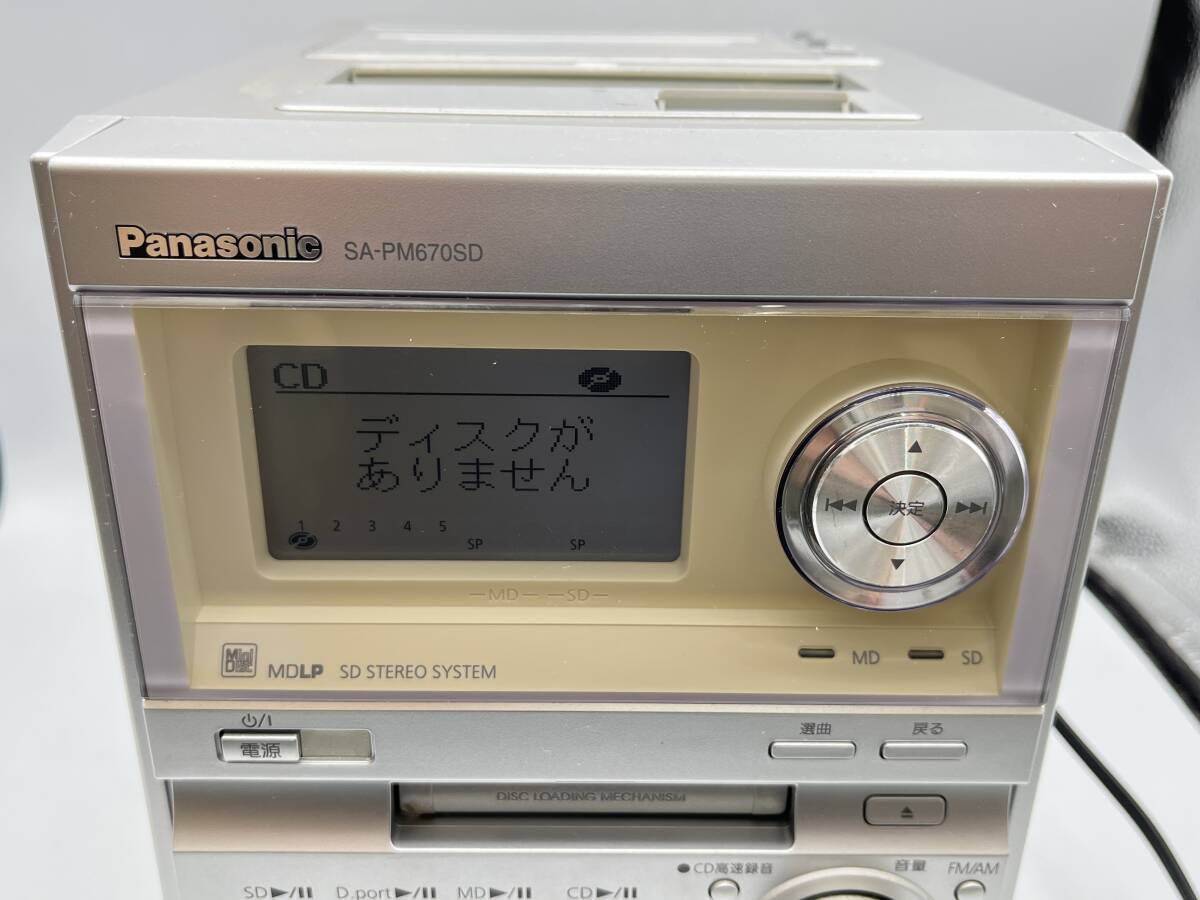 Panasonic SA-PM670SD
CD
ディスクが
ありません
1 2 3 4 5
SP SP
MD SD
決定
Mini Disc MDLP SD STEREO SYSTEM
MD SD
⏻/I
電源
選曲 戻る
DISC LOADING MECHANISM
●CD高速録音 音量 FM/AM
SD►/II D.port►/II MD►/II CD►/II